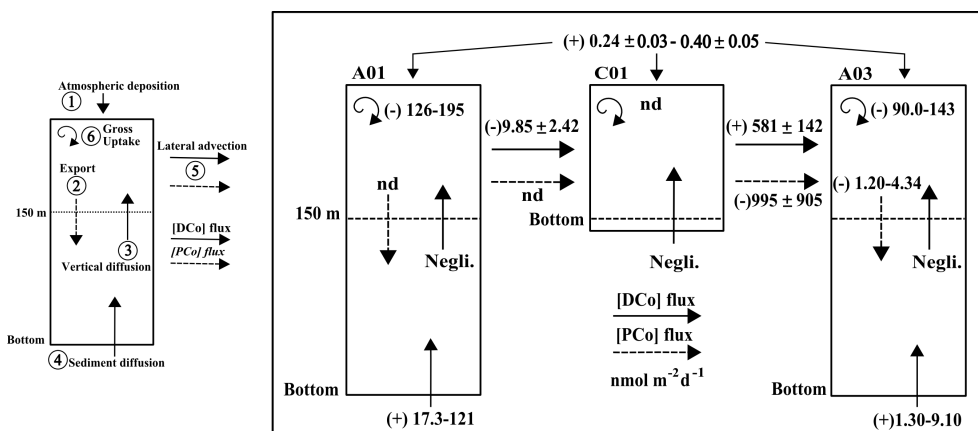 Atmospheric deposition
①
⑥ Gross
Uptake
Lateral advection
⑤
Export
②
150 m
[DCo] flux
③
[PCo] flux
Vertical diffusion
Bottom
④ Sediment diffusion
(+) 0.24 ± 0.03 - 0.40 ± 0.05
A01
C01
A03
(-) 126-195
nd
(-) 90.0-143
(-)9.85 ± 2.42
(+) 581 ± 142
nd
nd
(-) 1.20-4.34
(-)995 ± 905
150 m
Bottom
Negli.
Negli.
Negli.
[DCo] flux
[PCo] flux
nmol m⁻² d⁻¹
Bottom
Bottom
(+) 17.3-121
(+)1.30-9.10